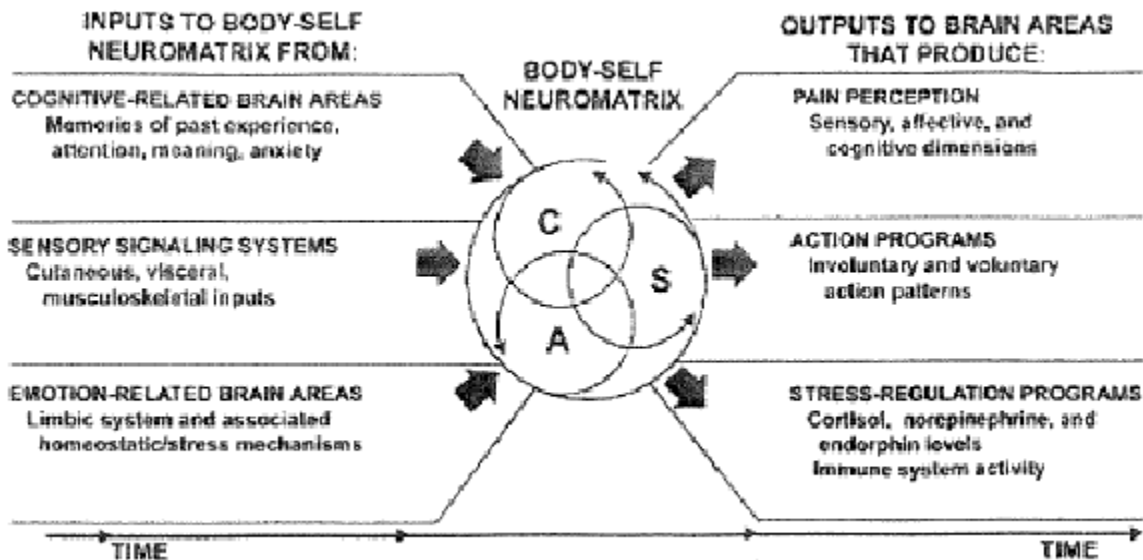 INPUTS TO BODY-SELF
NEUROMATRIX FROM:
COGNITIVE-RELATED BRAIN AREAS
Memories of past experience,
attention, meaning, anxiety
SENSORY SIGNALING SYSTEMS
Cutaneous, visceral,
musculoskeletal inputs
EMOTION-RELATED BRAIN AREAS
Limbic system and associated
homeostatic/stress mechanisms
TIME
BODY-SELF
NEUROMATRIX
C
S
A
OUTPUTS TO BRAIN AREAS
THAT PRODUCE:
PAIN PERCEPTION
Sensory, affective, and
cognitive dimensions
ACTION PROGRAMS
Involuntary and voluntary
action patterns
STRESS-REGULATION PROGRAMS
Cortisol, norepinephrine, and
endorphin levels
Immune system activity
TIME